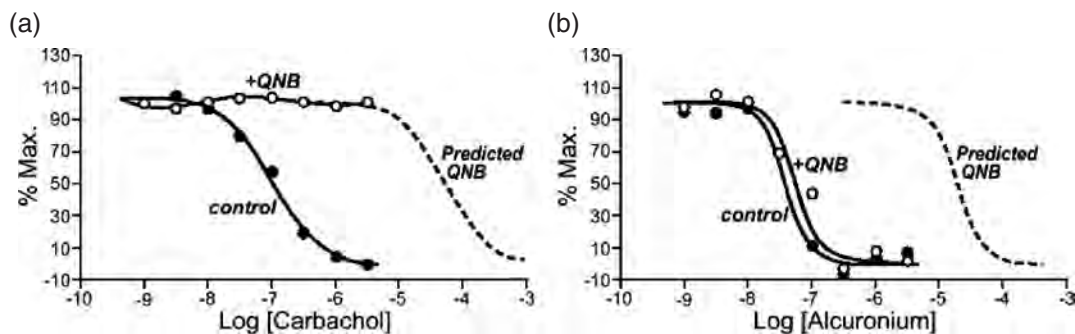 (a)
130
110
90
70
50
30
10
-10
% Max.
+QNB
control
Predicted
QNB
-10 -9 -8 -7 -6 -5 -4 -3
Log [Carbachol]
(b)
130
110
90
70
50
30
10
-10
% Max.
+QNB
control
Predicted
QNB
-10 -9 -8 -7 -6 -5 -4 -3
Log [Alcuronium]